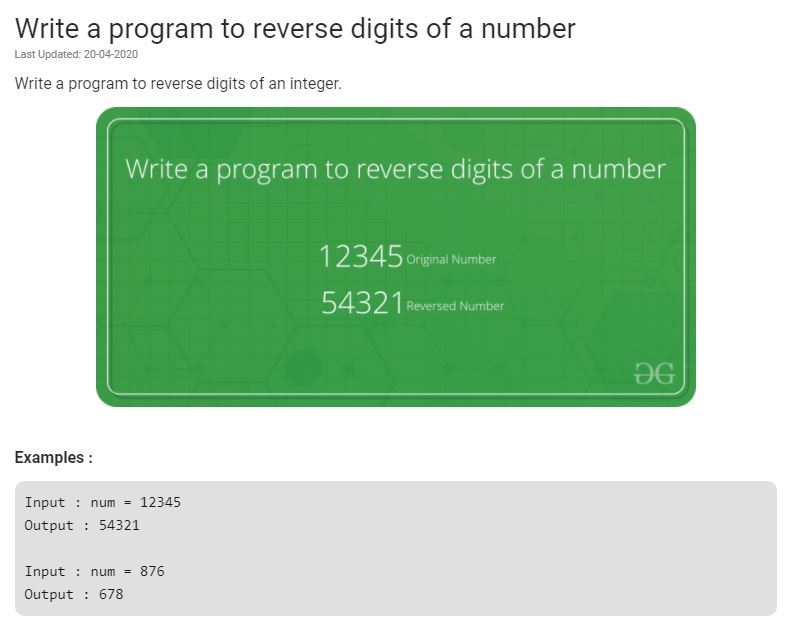 Write a program to reverse digits of a number
Last Updated: 20-04-2020
Write a program to reverse digits of an integer.
Write a program to reverse digits of a number
12345 Original Number
54321 Reversed Number
Examples :
Input : num = 12345
Output : 54321
Input : num = 876
Output : 678